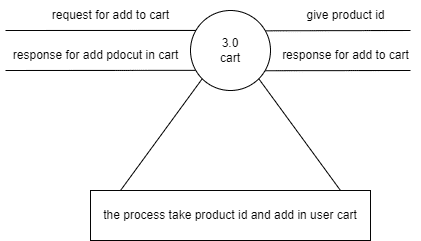 request for add to cart
give product id
3.0
cart
response for add pdocut in cart
response for add to cart
the process take product id and add in user cart